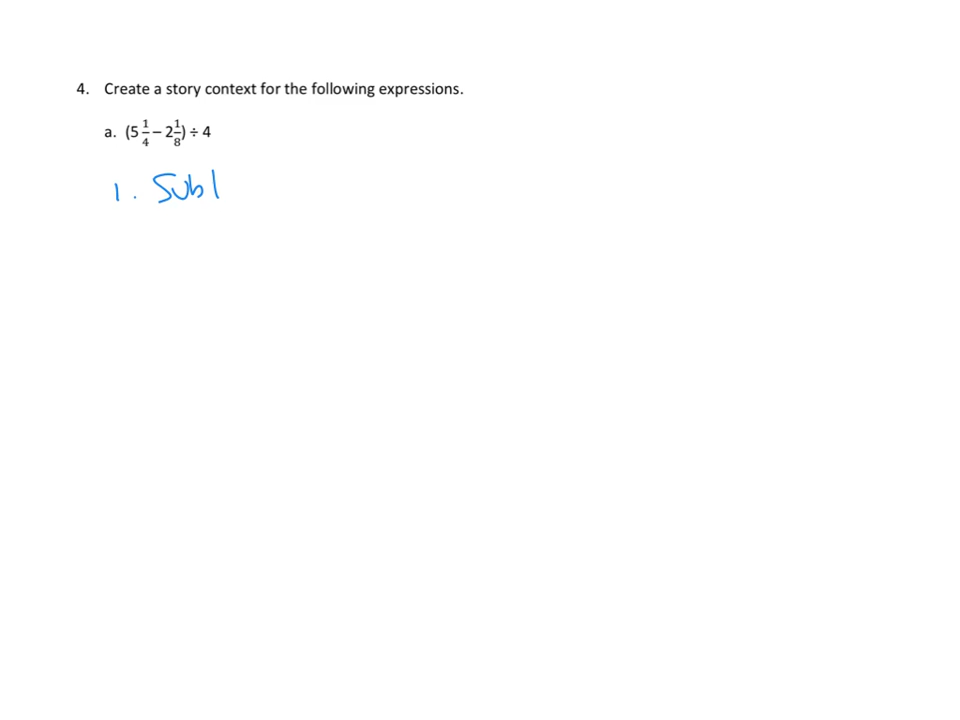 4. Create a story context for the following expressions.
a. (5 1/4 − 2 1/8) ÷ 4
1. Subl